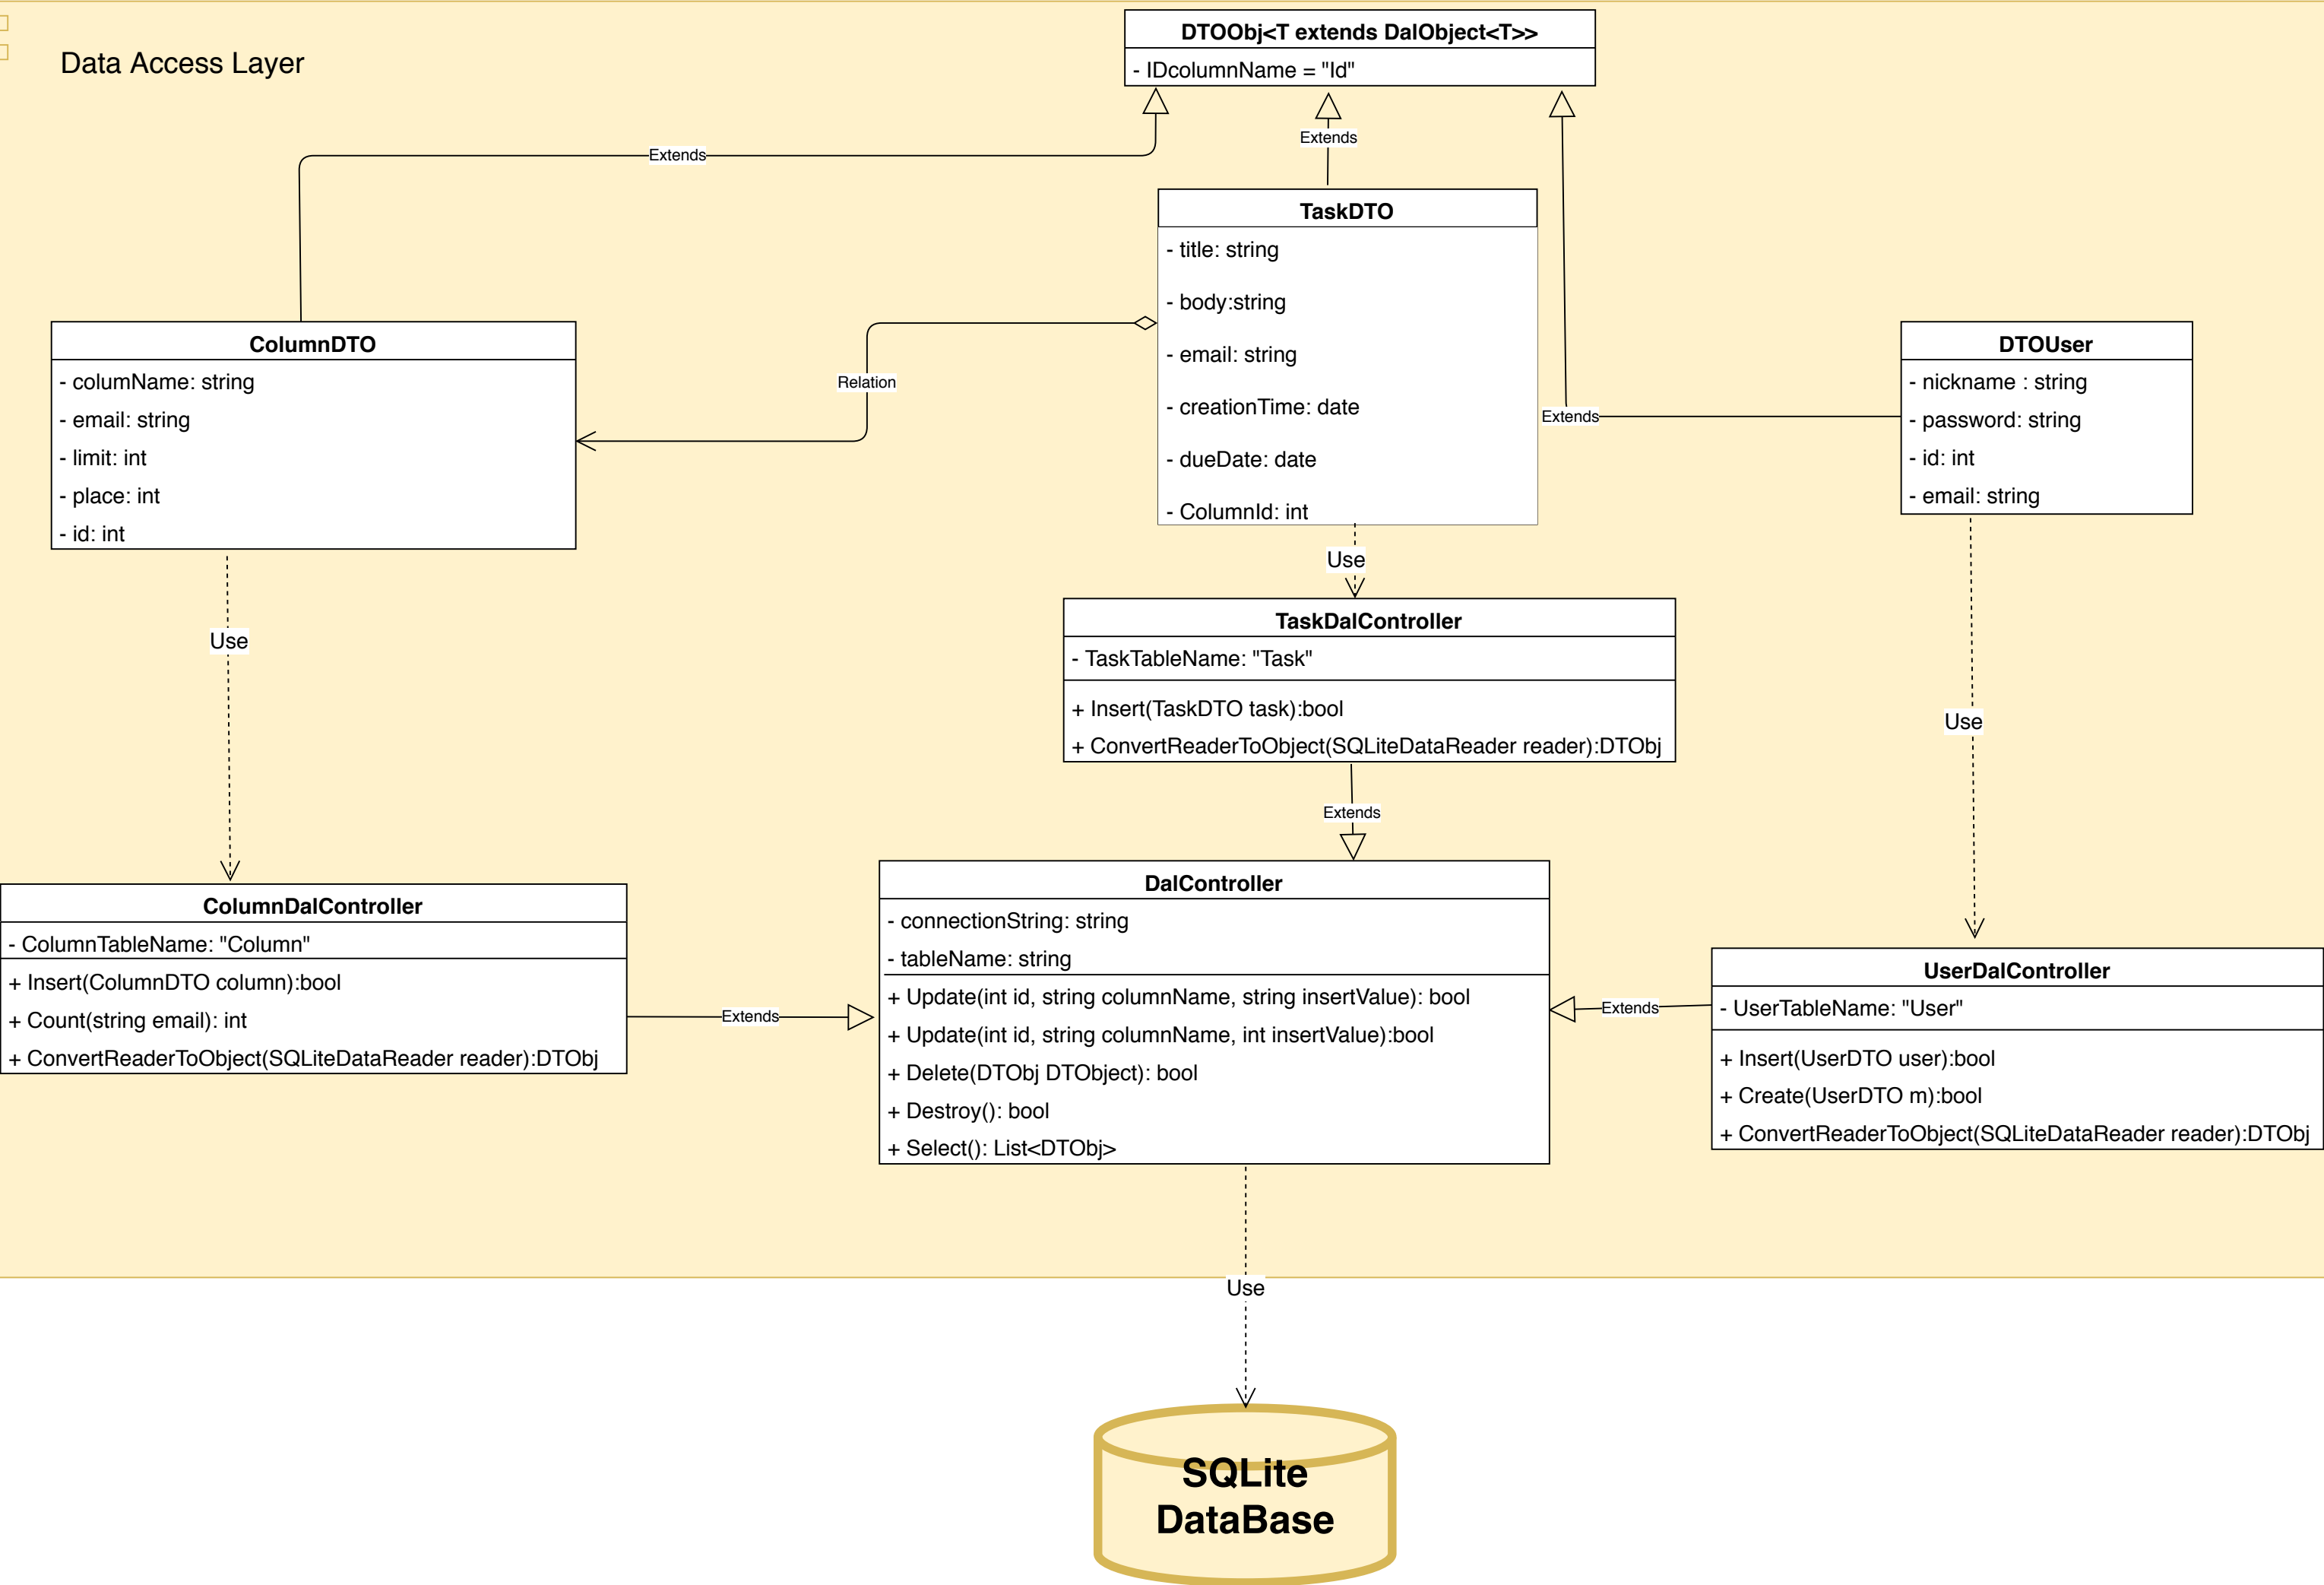 Data Access Layer
DTOObj<T extends DalObject<T>>
- IDcolumnName = "Id"
Extends
Extends
Extends
TaskDTO
- title: string
- body:string
- email: string
- creationTime: date
- dueDate: date
- ColumnId: int
ColumnDTO
- columName: string
- email: string
- limit: int
- place: int
- id: int
Relation
DTOUser
- nickname : string
- password: string
- id: int
- email: string
Use
Use
Use
TaskDalController
- TaskTableName: "Task"
+ Insert(TaskDTO task):bool
+ ConvertReaderToObject(SQLiteDataReader reader):DTObj
Extends
ColumnDalController
- ColumnTableName: "Column"
+ Insert(ColumnDTO column):bool
+ Count(string email): int
+ ConvertReaderToObject(SQLiteDataReader reader):DTObj
Extends
DalController
- connectionString: string
- tableName: string
+ Update(int id, string columnName, string insertValue): bool
+ Update(int id, string columnName, int insertValue):bool
+ Delete(DTObj DTObject): bool
+ Destroy(): bool
+ Select(): List<DTObj>
Extends
UserDalController
- UserTableName: "User"
+ Insert(UserDTO user):bool
+ Create(UserDTO m):bool
+ ConvertReaderToObject(SQLiteDataReader reader):DTObj
Use
SQLite
DataBase